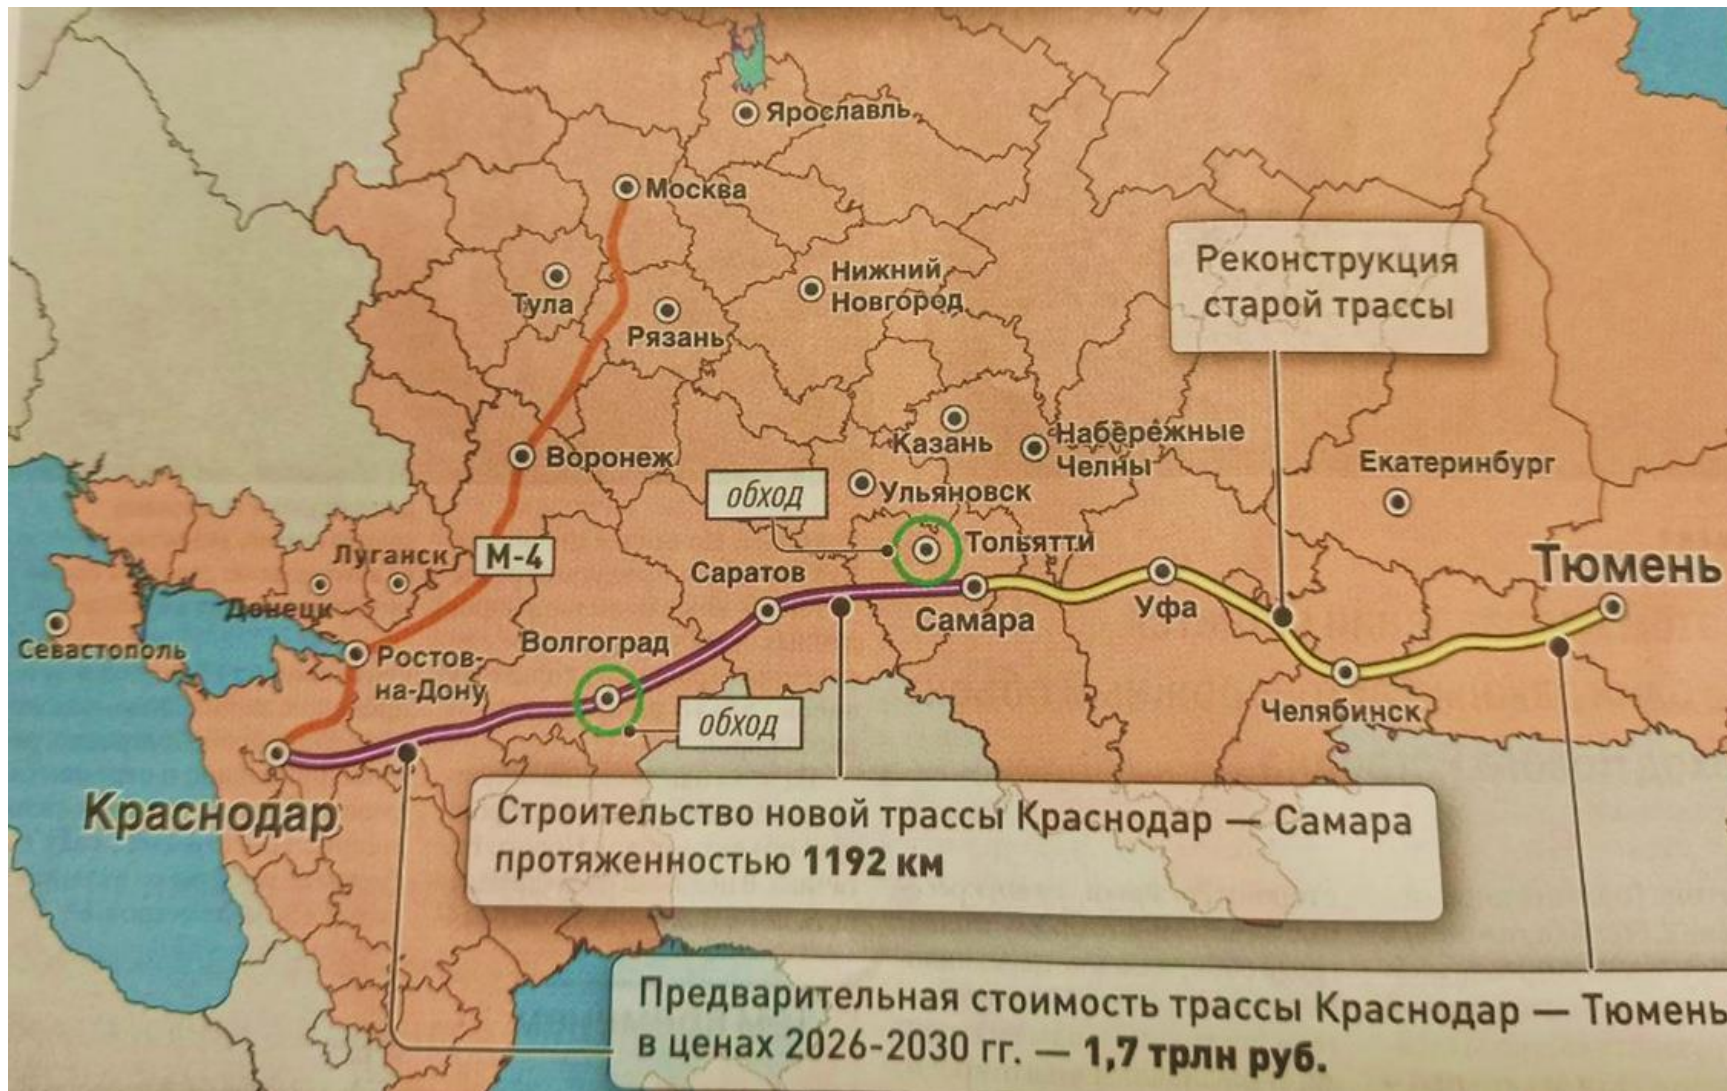 Ярославль
Москва
Нижний
Новгород
Тула
Рязань
Реконструкция
старой трассы
Казань
Набережные
Челны
Екатеринбург
Воронеж
обход
Ульяновск
Тольятти
Луганск
М-4
Саратов
Тюмень
Донецк
Самара
Уфа
Севастополь
Волгоград
Ростов-
на-Дону
обход
Челябинск
Краснодар
Строительство новой трассы Краснодар — Самара
протяженностью 1192 км
Предварительная стоимость трассы Краснодар — Тюмень
в ценах 2026-2030 гг. — 1,7 трлн руб.